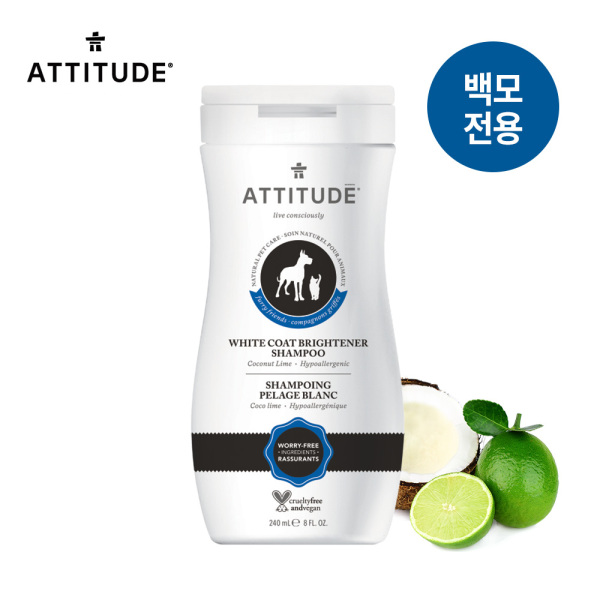 ATTITUDE®
백모
전용
ATTITUDE
live consciously
NATURAL PET CARE • SOIN NATUREL POUR ANIMAUX
furry friends • compagnons griffés
WHITE COAT BRIGHTENER
SHAMPOO
Coconut Lime • Hypoallergenic
SHAMPOING
PELAGE BLANC
Coco lime • Hypoallergénique
WORRY-FREE
• INGREDIENTS •
RASSURANTS
crueltyfree
andvegan
240 mL℮ 8 FL. OZ.